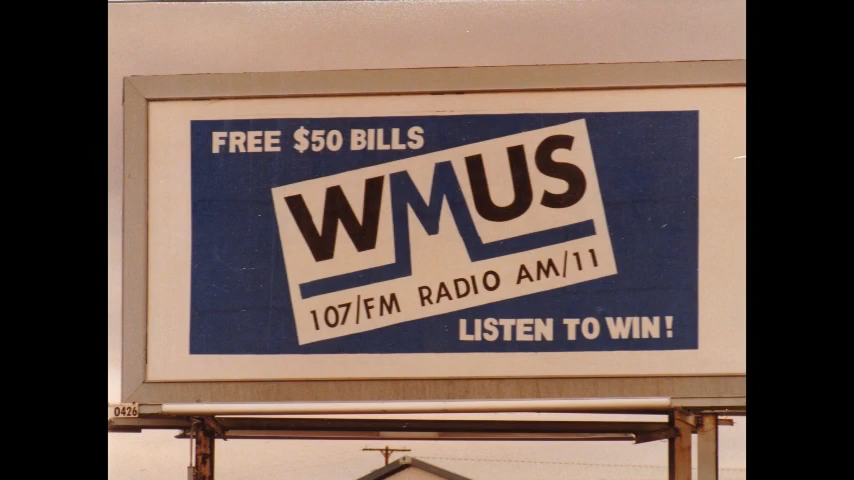 FREE $50 BILLS
WMUS
107/FM RADIO AM/11
LISTEN TO WIN!
0426